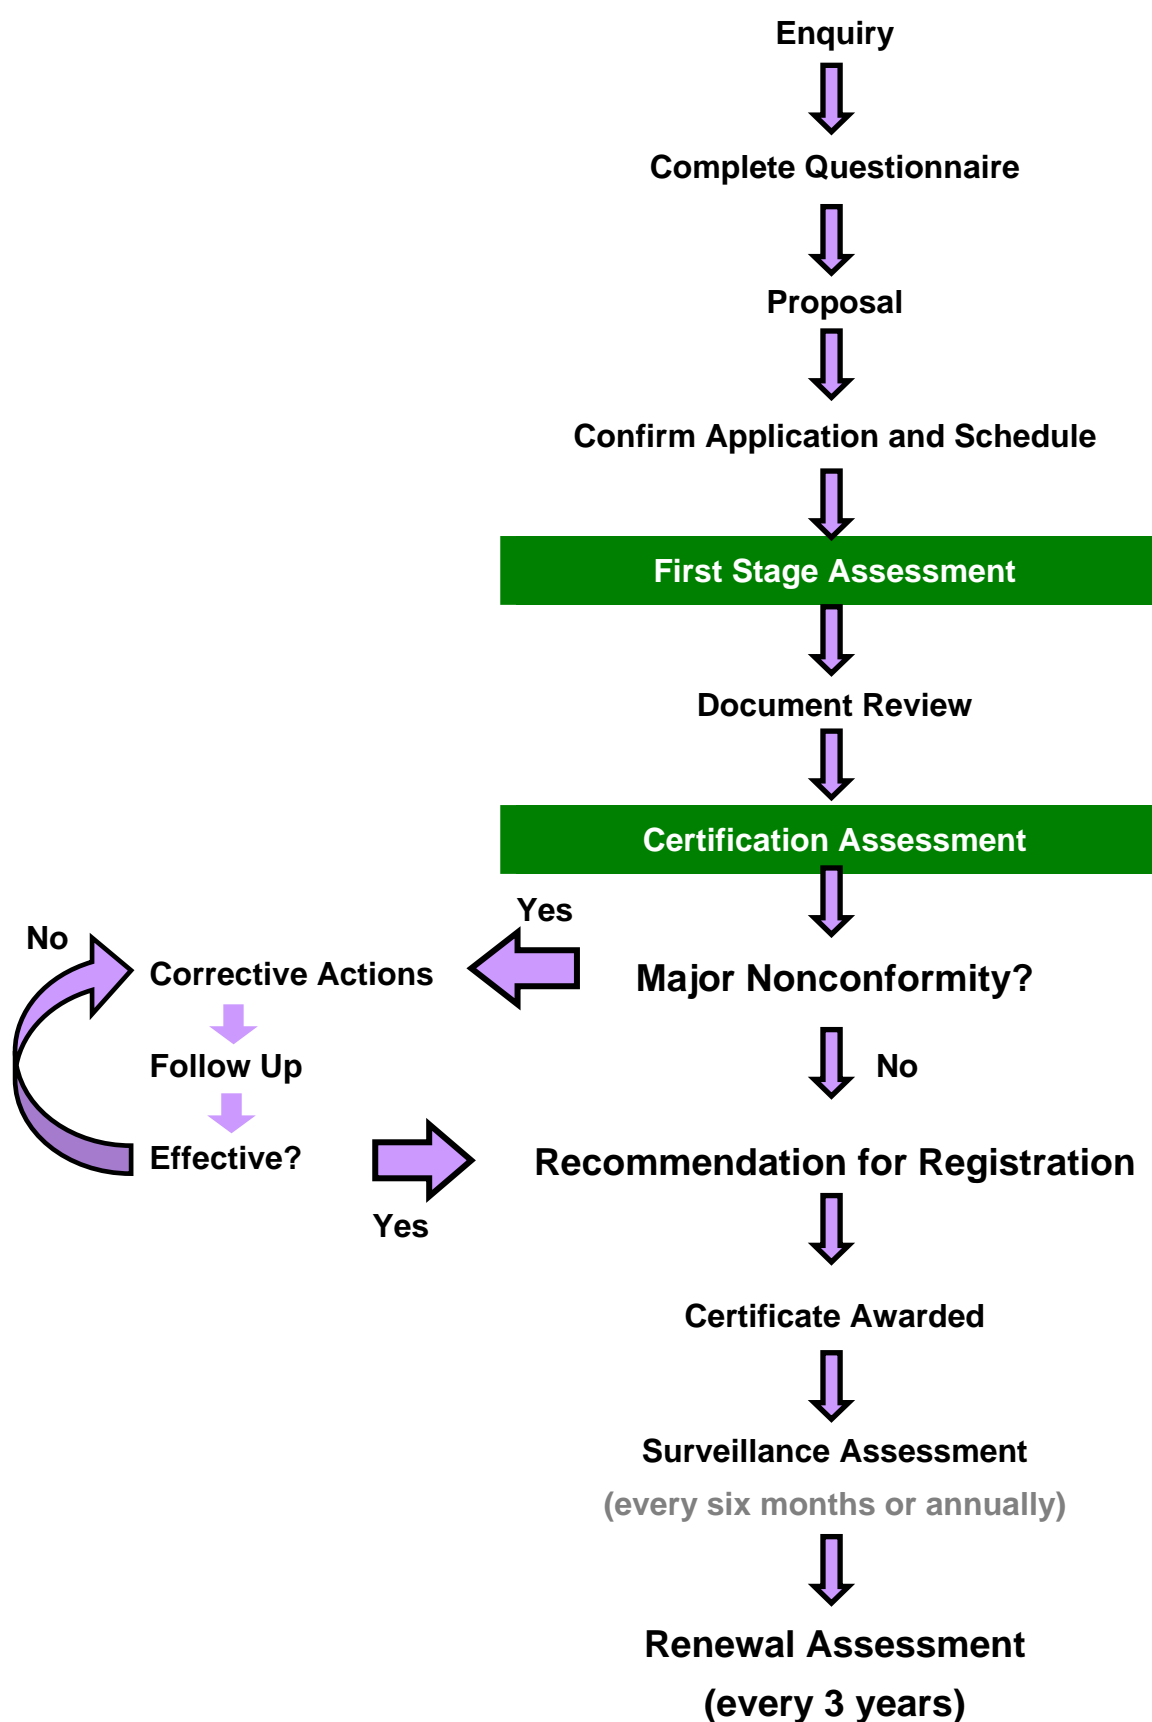 Enquiry
Complete Questionnaire
Proposal
Confirm Application and Schedule
First Stage Assessment
Document Review
Certification Assessment
Yes
No
Corrective Actions
Major Nonconformity?
Follow Up
No
Effective?
Recommendation for Registration
Yes
Certificate Awarded
Surveillance Assessment
(every six months or annually)
Renewal Assessment
(every 3 years)